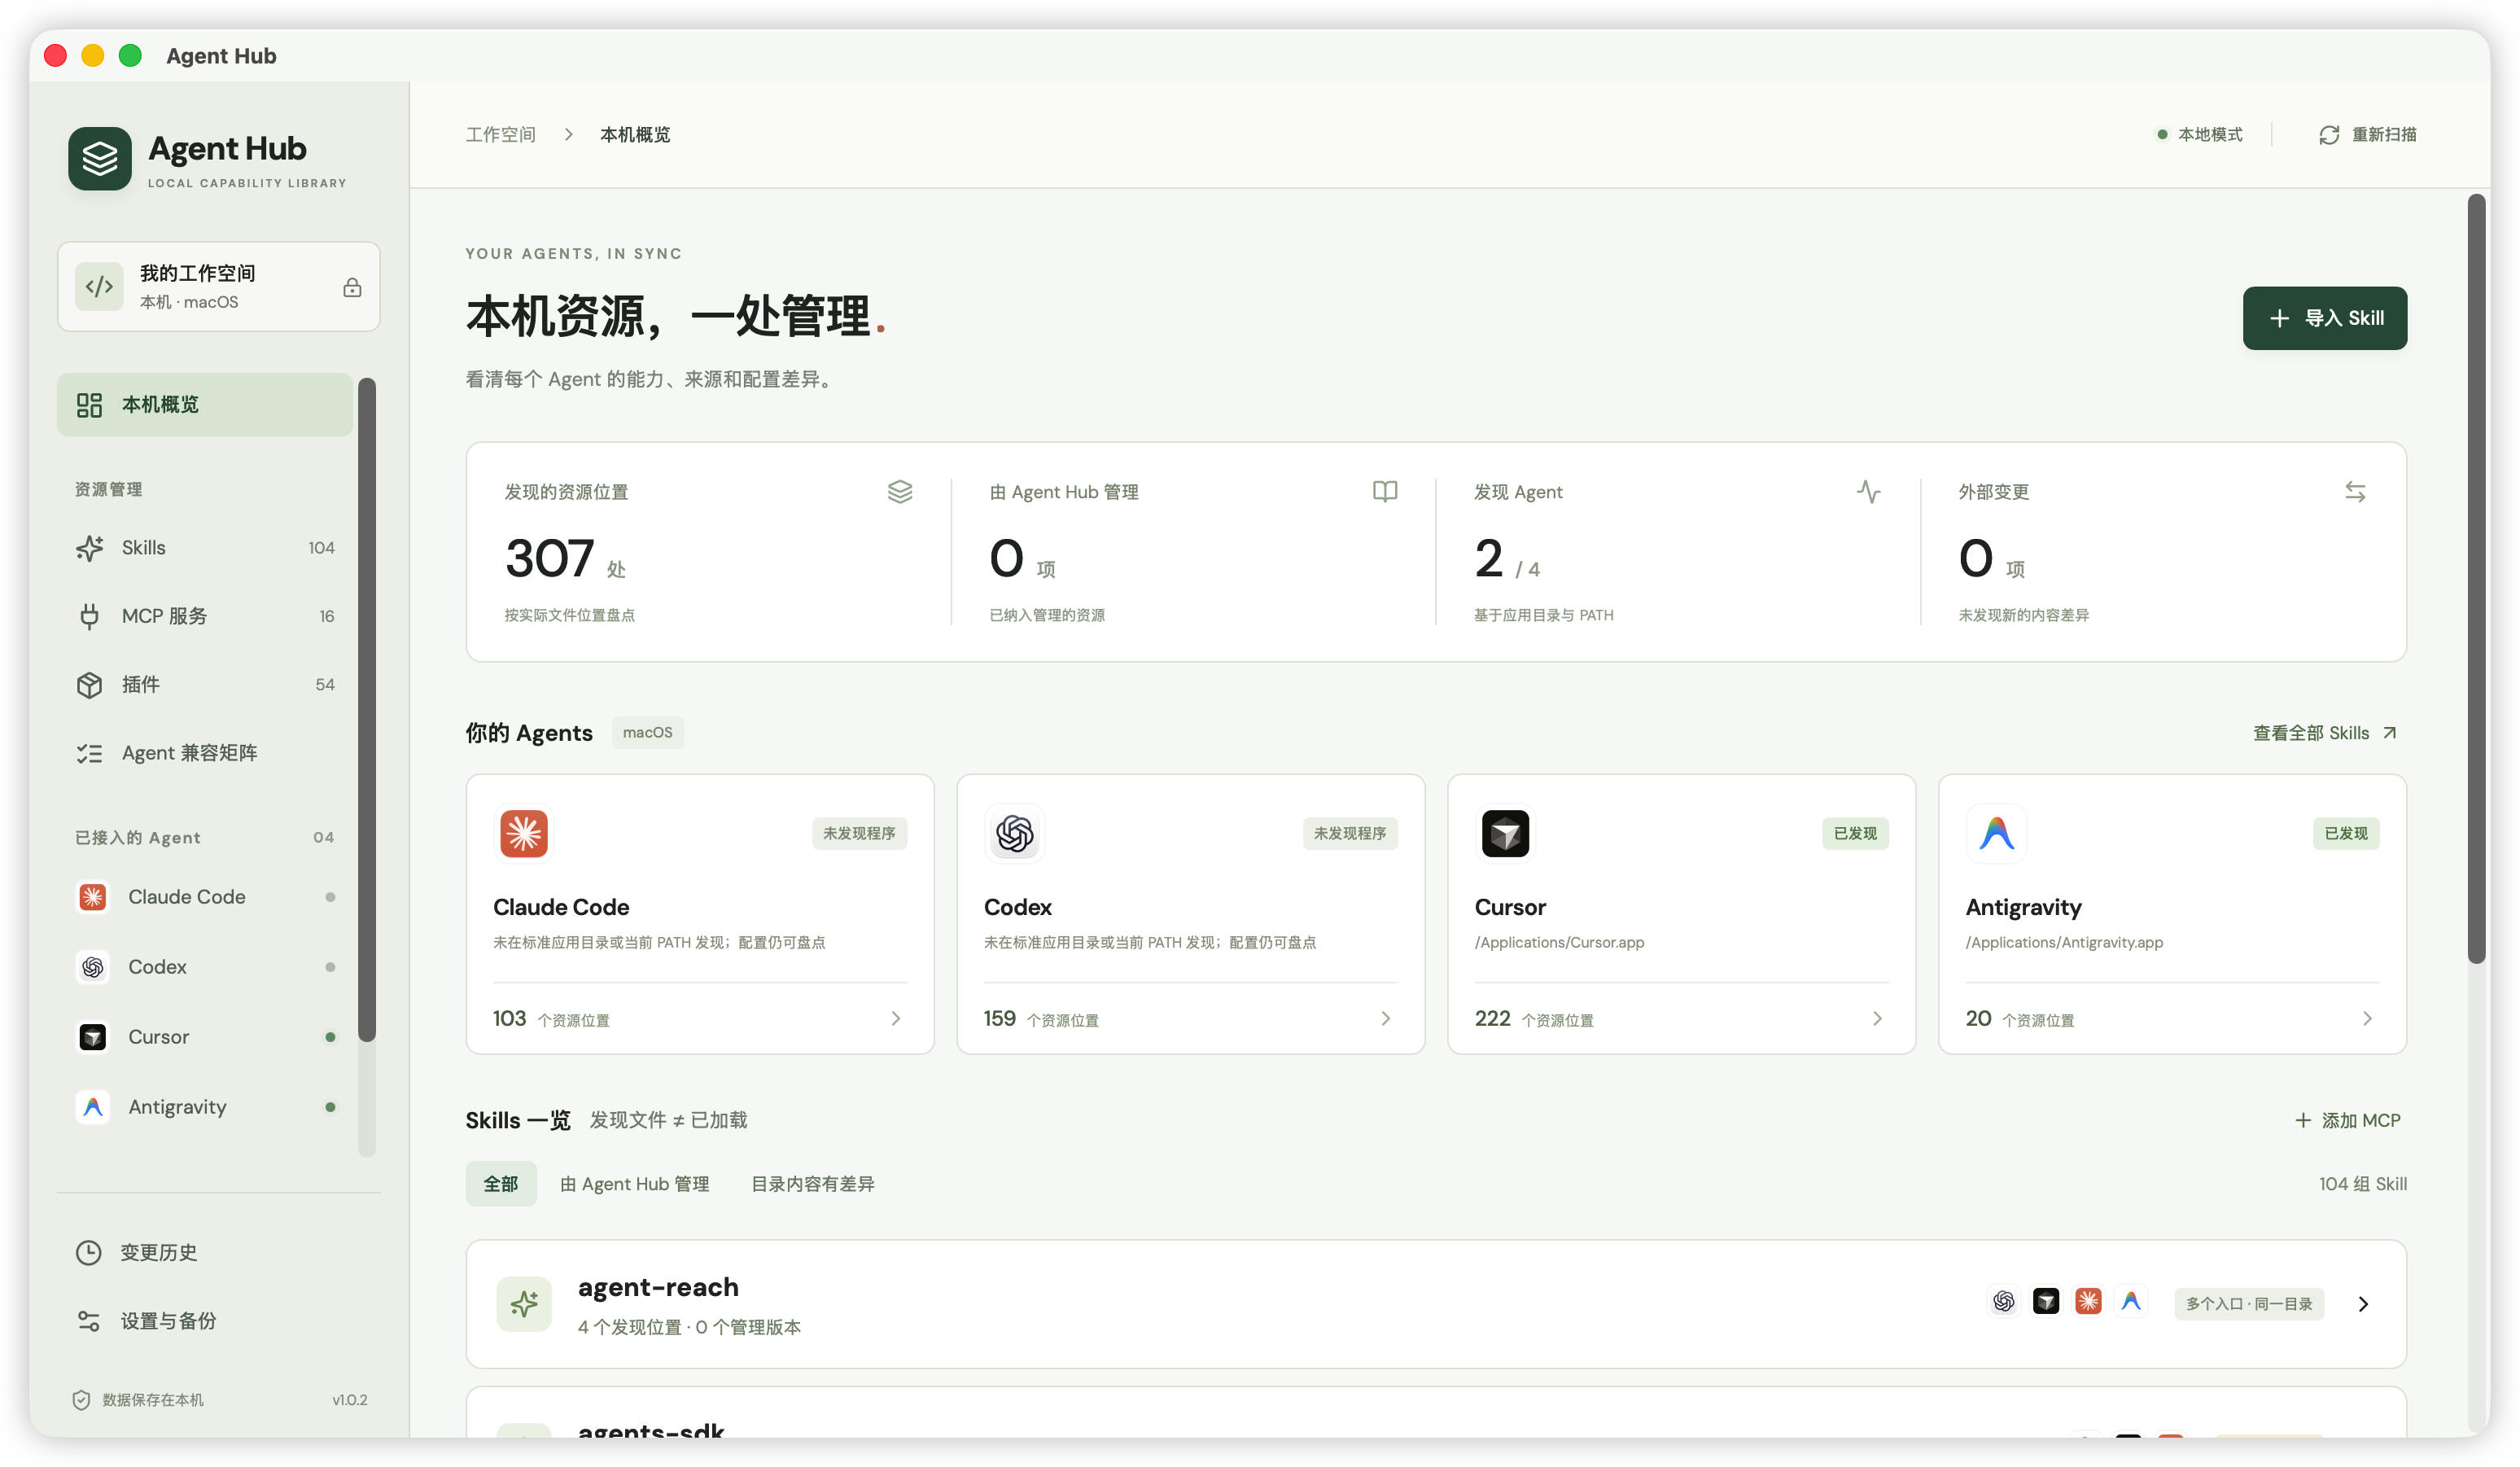 Agent Hub
Agent Hub
LOCAL CAPABILITY LIBRARY
我的工作空间
本机 · macOS
本机概览
资源管理
Skills 104
MCP 服务 16
插件 54
Agent 兼容矩阵
已接入的 Agent 04
Claude Code
Codex
Cursor
Antigravity
变更历史
设置与备份
数据保存在本机 v1.0.2
工作空间 > 本机概览
本地模式 重新扫描
YOUR AGENTS, IN SYNC
本机资源，一处管理.
导入 Skill
看清每个 Agent 的能力、来源和配置差异。
发现的资源位置
307 处
按实际文件位置盘点
由 Agent Hub 管理
0 项
已纳入管理的资源
发现 Agent
2 / 4
基于应用目录与 PATH
外部变更
0 项
未发现新的内容差异
你的 Agents macOS
查看全部 Skills
未发现程序
Claude Code
未在标准应用目录或当前 PATH 发现；配置仍可盘点
103 个资源位置
未发现程序
Codex
未在标准应用目录或当前 PATH 发现；配置仍可盘点
159 个资源位置
已发现
Cursor
/Applications/Cursor.app
222 个资源位置
已发现
Antigravity
/Applications/Antigravity.app
20 个资源位置
Skills 一览 发现文件 ≠ 已加载
+ 添加 MCP
全部 由 Agent Hub 管理 目录内容有差异
104 组 Skill
agent-reach
4 个发现位置 · 0 个管理版本
多个入口 · 同一目录
agents-sdk